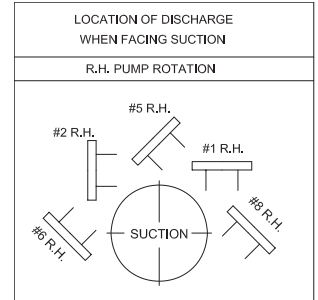 LOCATION OF DISCHARGE
WHEN FACING SUCTION
R.H. PUMP ROTATION
#5 R.H.
#2 R.H.
#1 R.H.
#6 R.H.
SUCTION
#8 R.H.